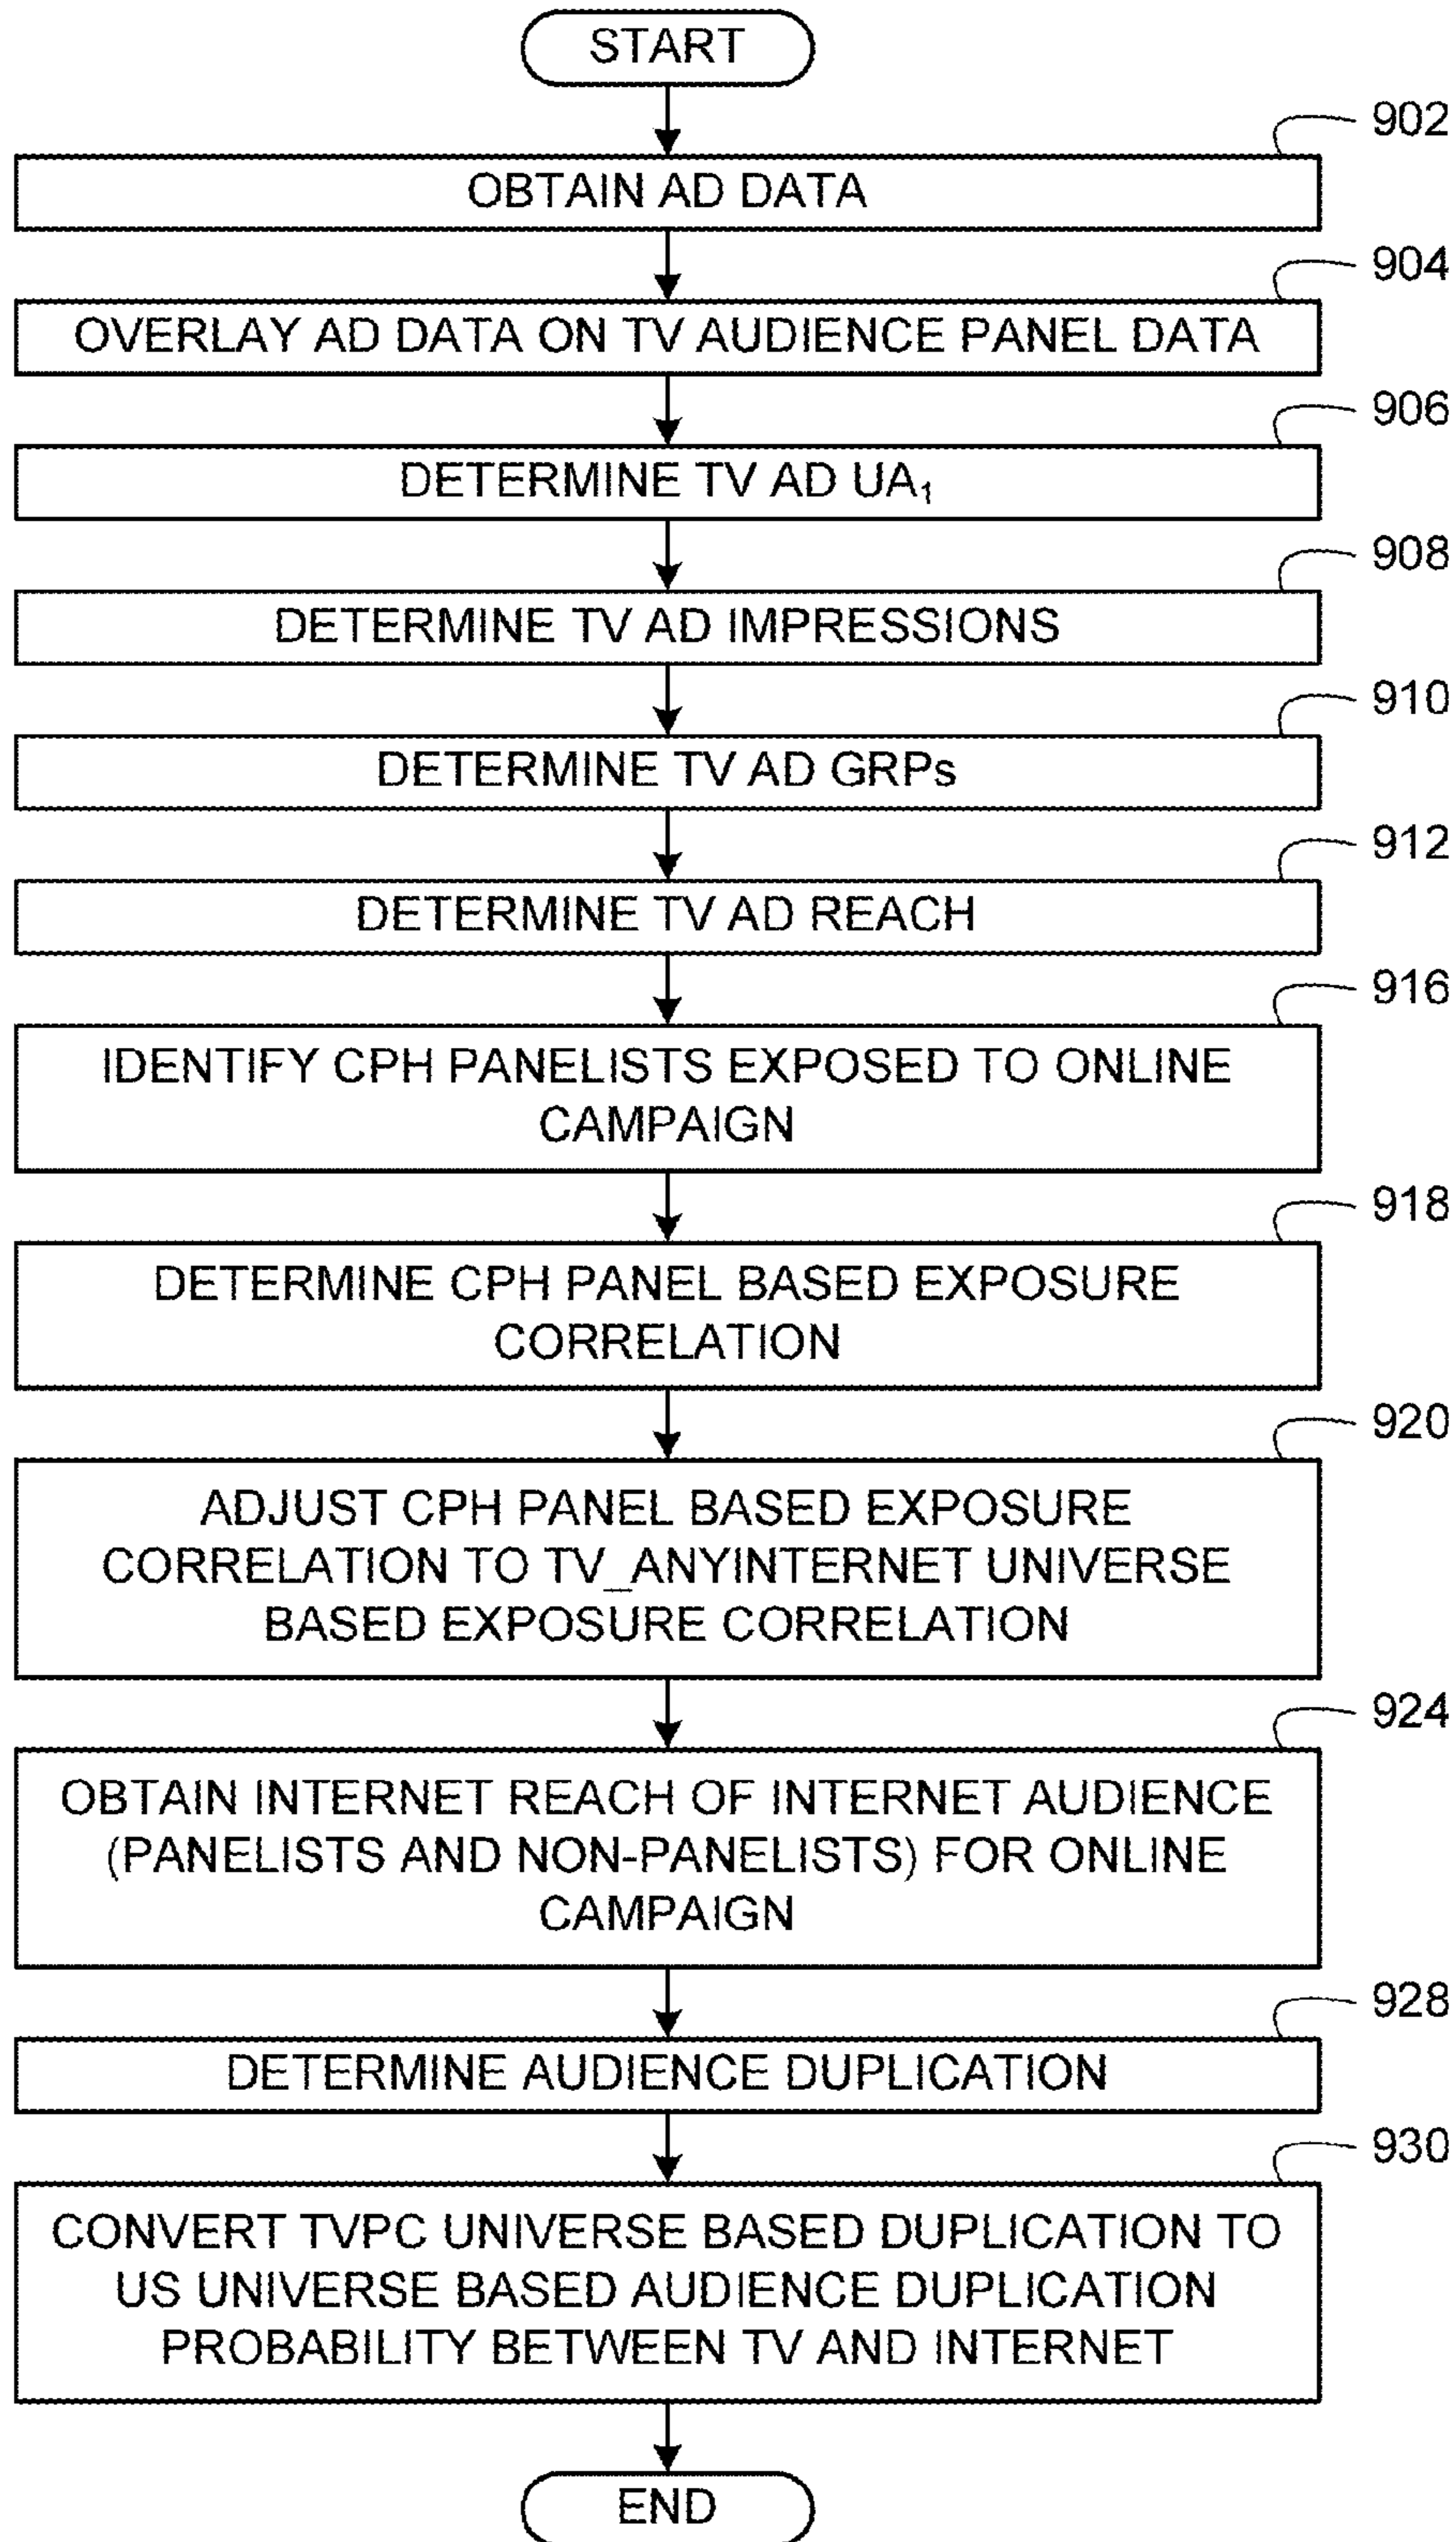 START
902
OBTAIN AD DATA
904
OVERLAY AD DATA ON TV AUDIENCE PANEL DATA
906
DETERMINE TV AD UA₁
908
DETERMINE TV AD IMPRESSIONS
910
DETERMINE TV AD GRPs
912
DETERMINE TV AD REACH
916
IDENTIFY CPH PANELISTS EXPOSED TO ONLINE
CAMPAIGN
918
DETERMINE CPH PANEL BASED EXPOSURE
CORRELATION
920
ADJUST CPH PANEL BASED EXPOSURE
CORRELATION TO TV_ANYINTERNET UNIVERSE
BASED EXPOSURE CORRELATION
924
OBTAIN INTERNET REACH OF INTERNET AUDIENCE
(PANELISTS AND NON-PANELISTS) FOR ONLINE
CAMPAIGN
928
DETERMINE AUDIENCE DUPLICATION
930
CONVERT TVPC UNIVERSE BASED DUPLICATION TO
US UNIVERSE BASED AUDIENCE DUPLICATION
PROBABILITY BETWEEN TV AND INTERNET
END